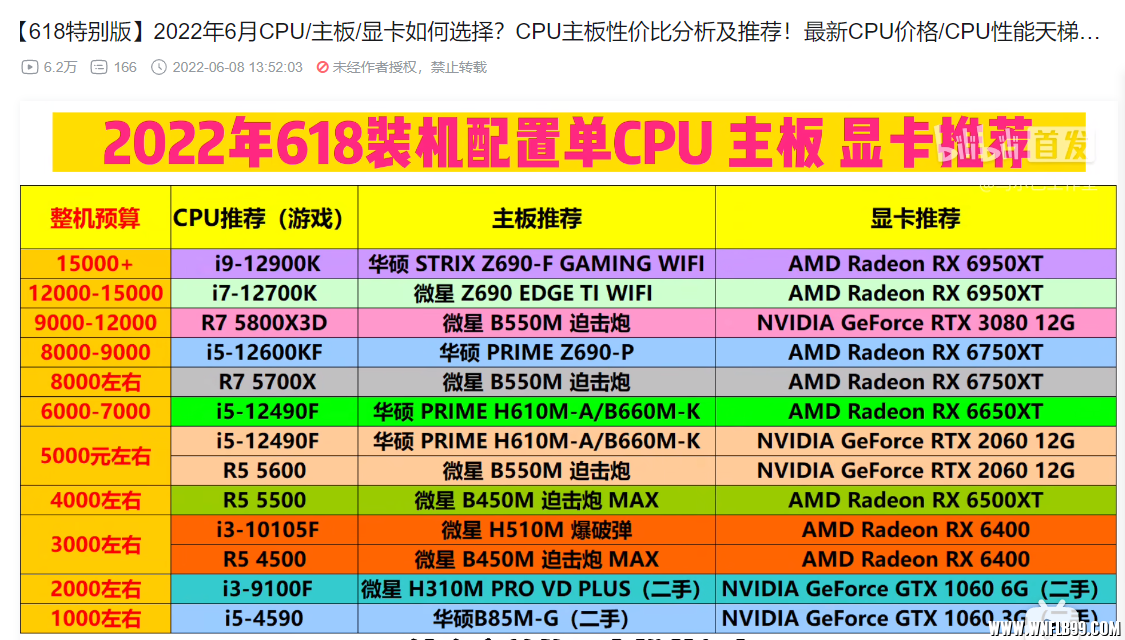 【618特别版】2022年6月CPU/主板/显卡如何选择？CPU主板性价比分析及推荐！最新CPU价格/CPU性能天梯…
6.2万 166 2022-06-08 13:52:03 未经作者授权，禁止转载
2022年618装机配置单CPU 主板 显卡推荐
bilibili 首发
整机预算 CPU推荐（游戏） 主板推荐 显卡推荐
15000+ i9-12900K 华硕 STRIX Z690-F GAMING WIFI AMD Radeon RX 6950XT
12000-15000 i7-12700K 微星 Z690 EDGE TI WIFI AMD Radeon RX 6950XT
9000-12000 R7 5800X3D 微星 B550M 迫击炮 NVIDIA GeForce RTX 3080 12G
8000-9000 i5-12600KF 华硕 PRIME Z690-P AMD Radeon RX 6750XT
8000左右 R7 5700X 微星 B550M 迫击炮 AMD Radeon RX 6750XT
6000-7000 i5-12490F 华硕 PRIME H610M-A/B660M-K AMD Radeon RX 6650XT
5000元左右 i5-12490F 华硕 PRIME H610M-A/B660M-K NVIDIA GeForce RTX 2060 12G
R5 5600 微星 B550M 迫击炮 NVIDIA GeForce RTX 2060 12G
4000左右 R5 5500 微星 B450M 迫击炮 MAX AMD Radeon RX 6500XT
3000左右 i3-10105F 微星 H510M 爆破弹 AMD Radeon RX 6400
R5 4500 微星 B450M 迫击炮 MAX AMD Radeon RX 6400
2000左右 i3-9100F 微星 H310M PRO VD PLUS（二手） NVIDIA GeForce GTX 1060 6G（二手）
1000左右 i5-4590 华硕B85M-G（二手） NVIDIA GeForce GTX 1060 3G（二手）
WWW.WNFLB99.COM